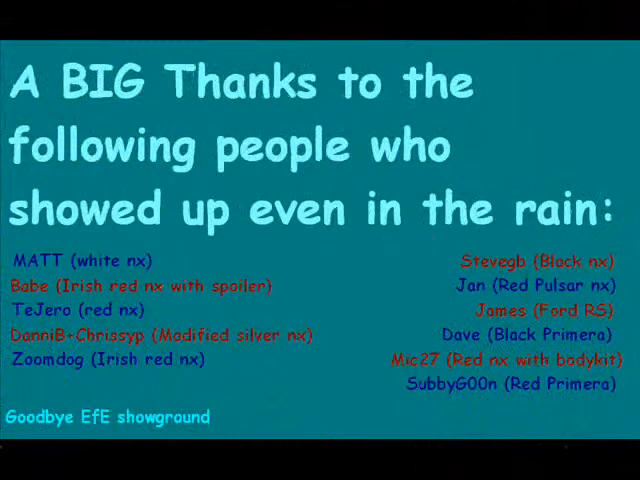 A BIG Thanks to the
following people who
showed up even in the rain:
MATT (white nx)
Babe (Irish red nx with spoiler)
TeJero (red nx)
DanniB+Chrissyp (Modified silver nx)
Zoomdog (Irish red nx)
Stevegb (Black nx)
Jan (Red Pulsar nx)
James (Ford RS)
Dave (Black Primera)
Mic27 (Red nx with bodykit)
SubbyG00n (Red Primera)
Goodbye EfE showground